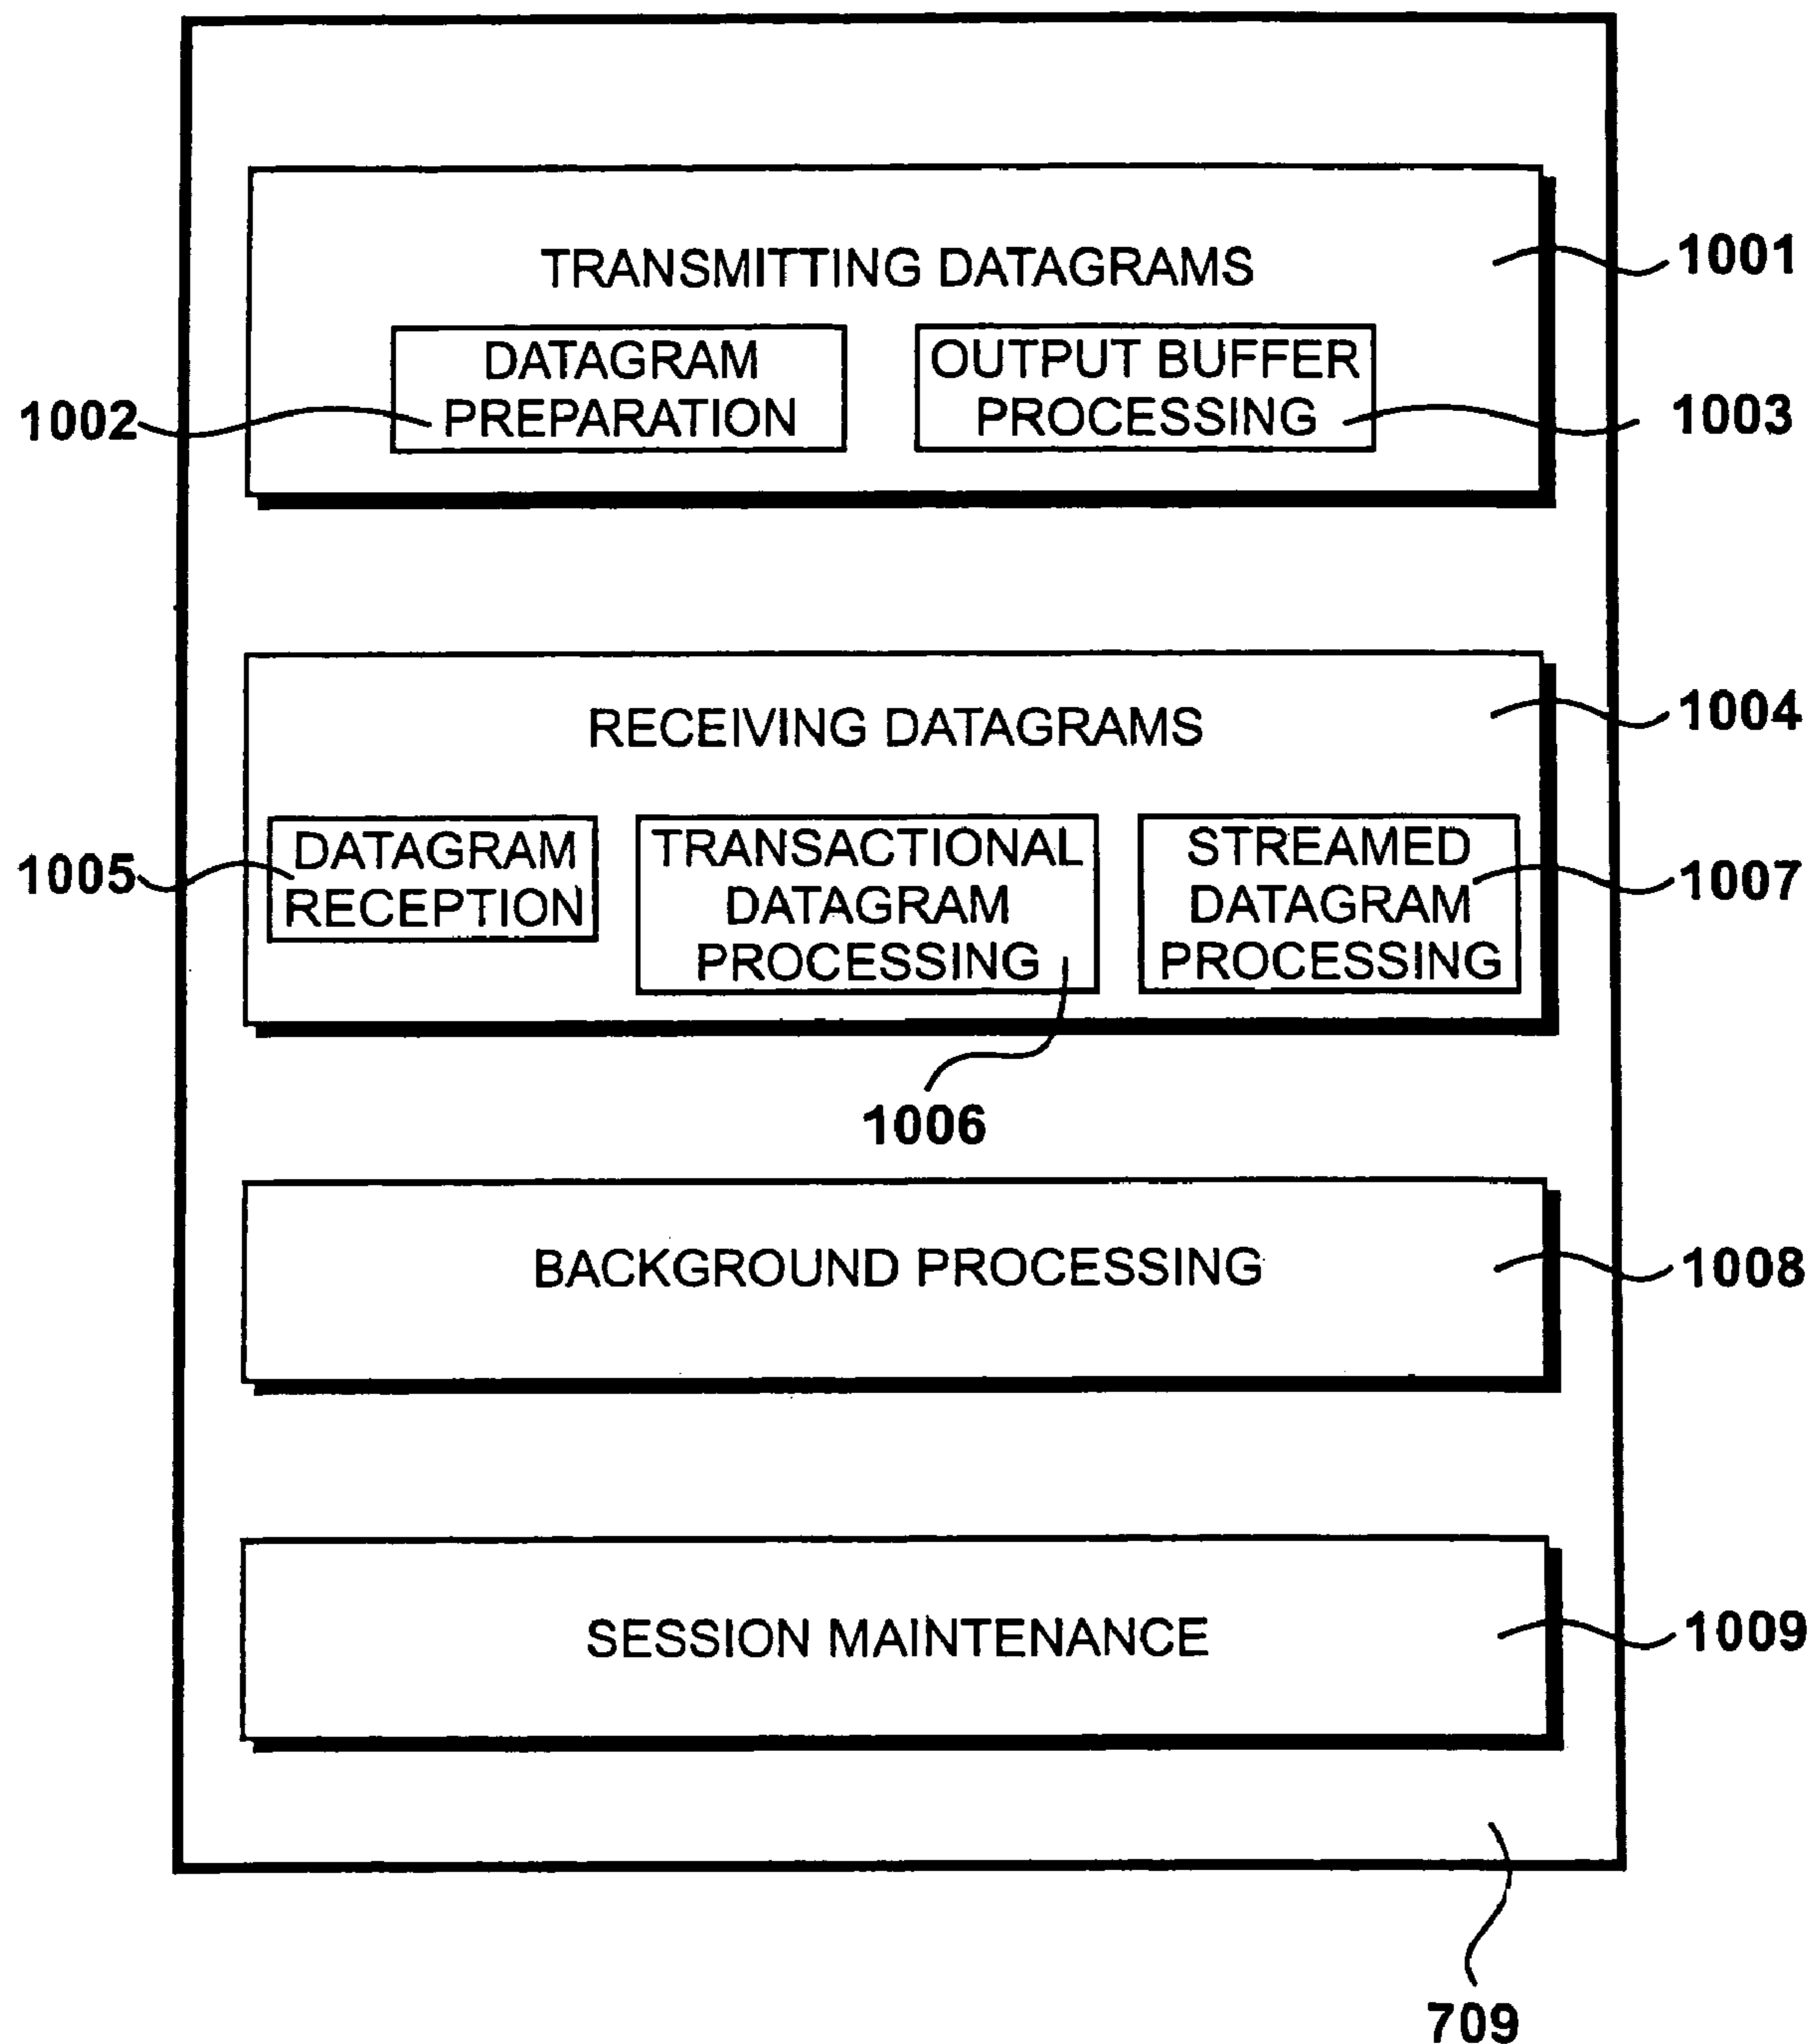 TRANSMITTING DATAGRAMS
1001
DATAGRAM
PREPARATION
1002
OUTPUT BUFFER
PROCESSING
1003
RECEIVING DATAGRAMS
1004
DATAGRAM
RECEPTION
1005
TRANSACTIONAL
DATAGRAM
PROCESSING
1006
STREAMED
DATAGRAM
PROCESSING
1007
BACKGROUND PROCESSING
1008
SESSION MAINTENANCE
1009
709